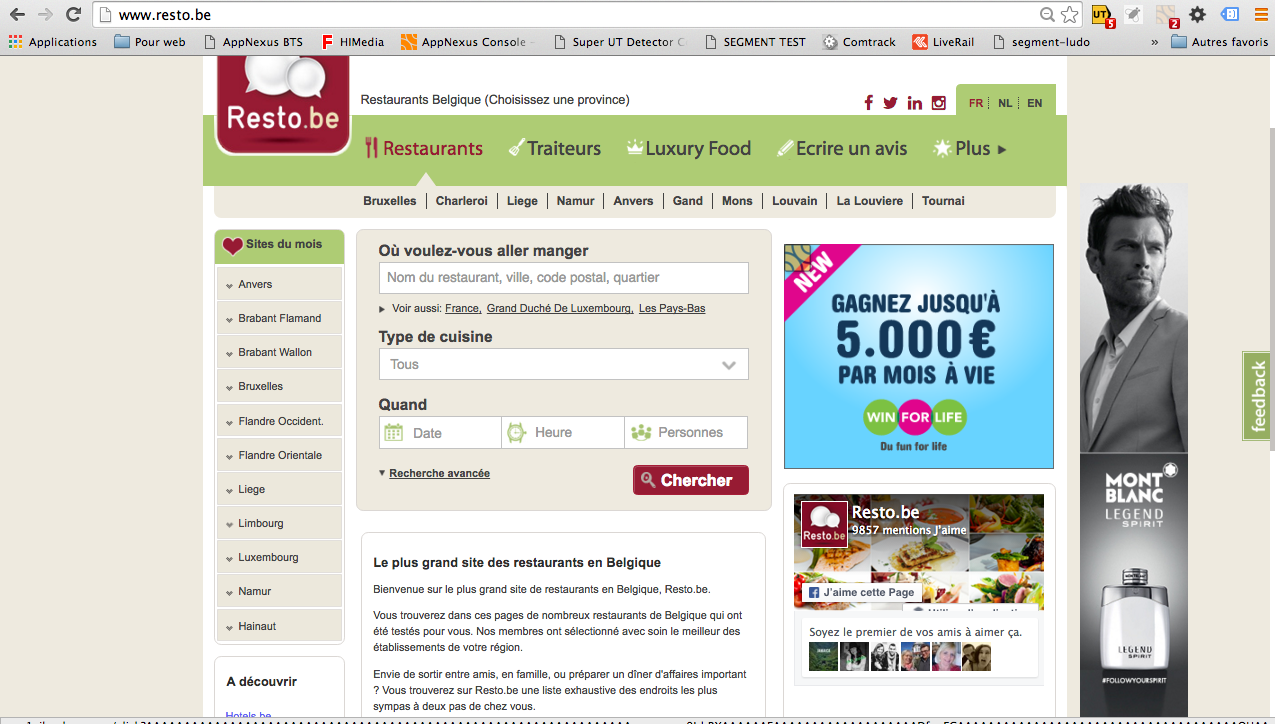 www.resto.be
UT 5 2
Applications Pour web AppNexus BTS HIMedia AppNexus Console - Super UT Detector C SEGMENT TEST Comtrack LiveRail segment-ludo » Autres favoris
Resto.be
Restaurants Belgique (Choisissez une province)
FR NL EN
Restaurants Traiteurs Luxury Food Ecrire un avis Plus ►
Bruxelles Charleroi Liege Namur Anvers Gand Mons Louvain La Louviere Tournai
Sites du mois
Anvers
Brabant Flamand
Brabant Wallon
Bruxelles
Flandre Occident.
Flandre Orientale
Liege
Limbourg
Luxembourg
Namur
Hainaut
A découvrir
Hotels.be
Où voulez-vous aller manger
Nom du restaurant, ville, code postal, quartier
► Voir aussi: France, Grand Duché De Luxembourg, Les Pays-Bas
Type de cuisine
Tous
Quand
Date Heure Personnes
▼ Recherche avancée
Chercher
Le plus grand site des restaurants en Belgique
Bienvenue sur le plus grand site de restaurants en Belgique, Resto.be.
Vous trouverez dans ces pages de nombreux restaurants de Belgique qui ont
été testés pour vous. Nos membres ont sélectionné avec soin le meilleur des
établissements de votre région.
Envie de sortir entre amis, en famille, ou préparer un dîner d'affaires important
? Vous trouverez sur Resto.be une liste exhaustive des endroits les plus
sympas à deux pas de chez vous.
NEW
GAGNEZ JUSQU'À
5.000 €
PAR MOIS À VIE
WIN FOR LIFE
Du fun for life
Resto.be
Resto.be
9857 mentions J'aime
J'aime cette Page
Soyez le premier de vos amis à aimer ça.
feedback
MONT
BLANC
LEGEND
SPIRIT
MONT
BLANC
LEGEND
SPIRIT
#FOLLOWYOURSPIRIT